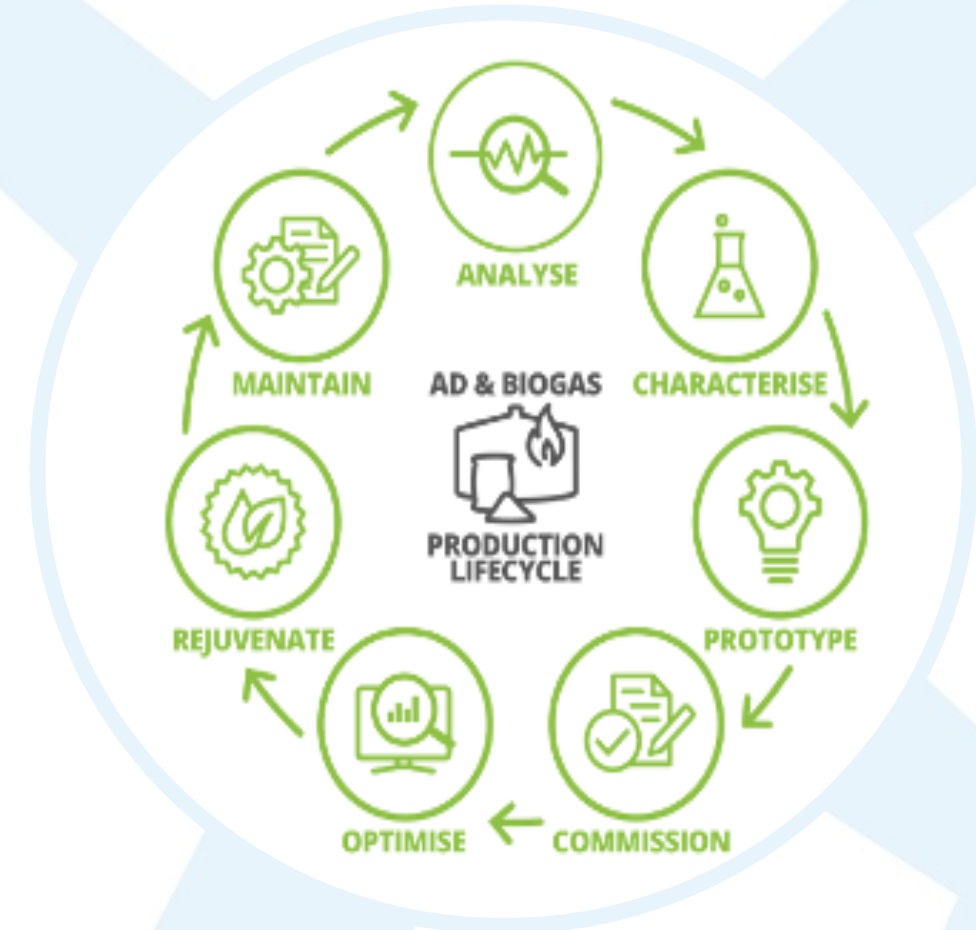 ANALYSE
CHARACTERISE
PROTOTYPE
COMMISSION
OPTIMISE
REJUVENATE
MAINTAIN
AD & BIOGAS
PRODUCTION
LIFECYCLE